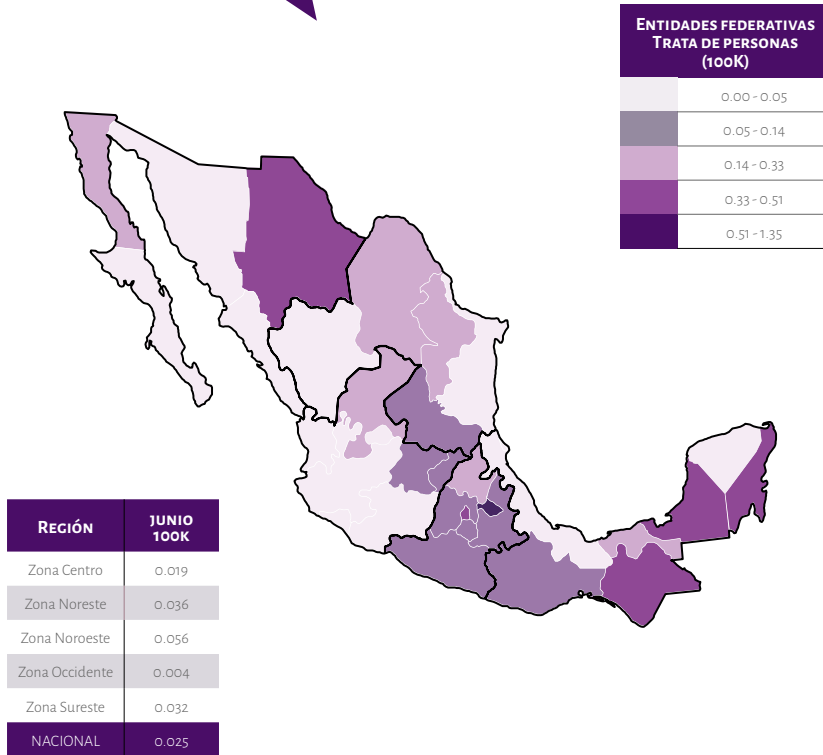 Entidades federativas
Trata de personas
(100K)
0.00 - 0.05
0.05 - 0.14
0.14 - 0.33
0.33 - 0.51
0.51 - 1.35
Región JUNIO 100K
Zona Centro 0.019
Zona Noreste 0.036
Zona Noroeste 0.056
Zona Occidente 0.004
Zona Sureste 0.032
NACIONAL 0.025